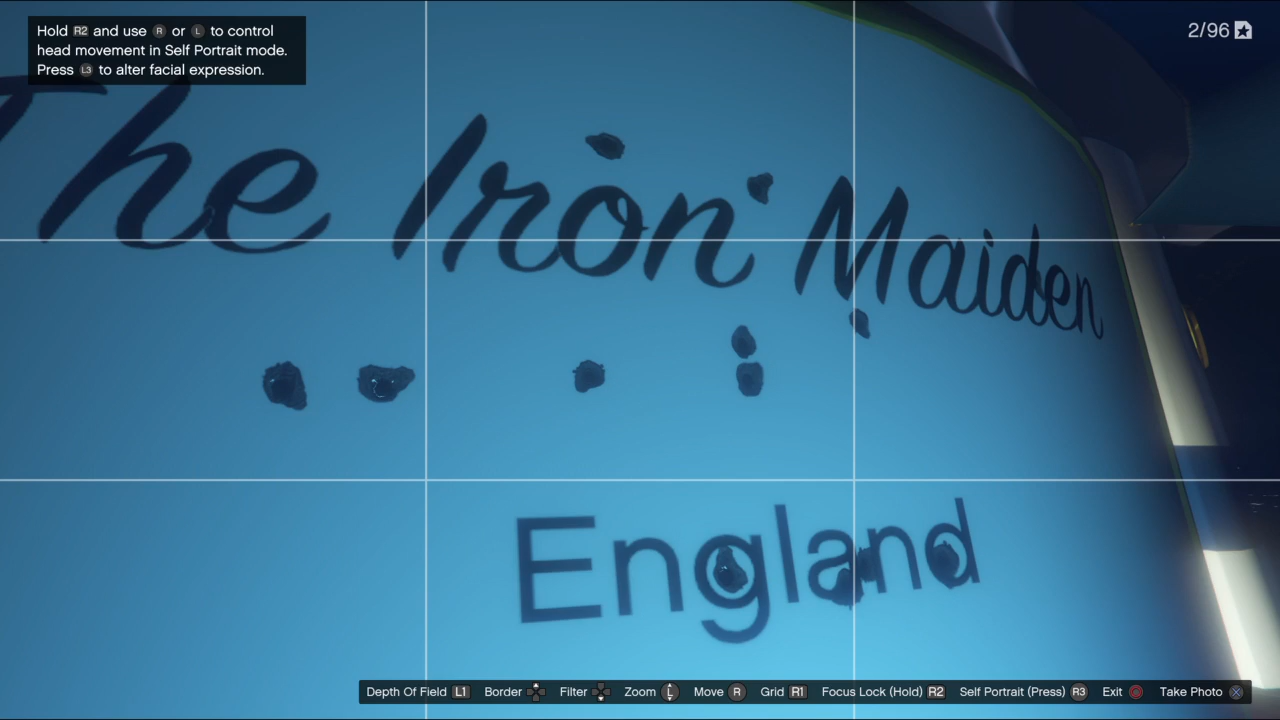 Hold R2 and use R or L to control
head movement in Self Portrait mode.
Press L3 to alter facial expression.
2/96
The Iron Maiden
England
Depth Of Field L1 Border Filter Zoom L Move R Grid R1 Focus Lock (Hold) R2 Self Portrait (Press) R3 Exit Take Photo